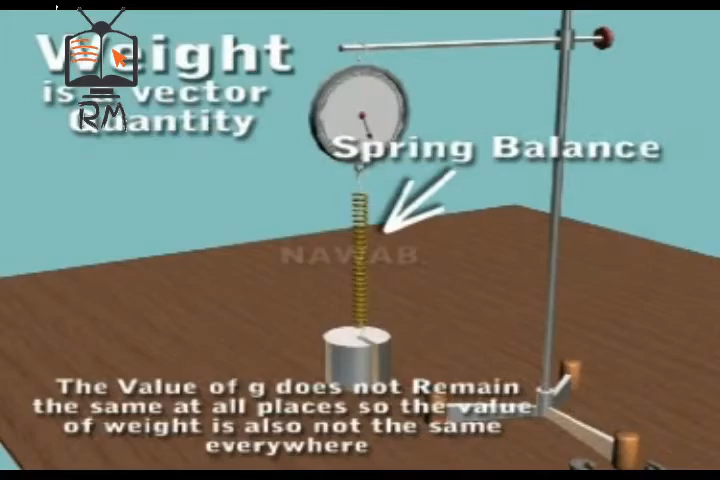 Weight
is a vector
Quantity
RM
Spring Balance
NAWAB
The Value of g does not Remain
the same at all places so the value
of weight is also not the same
everywhere